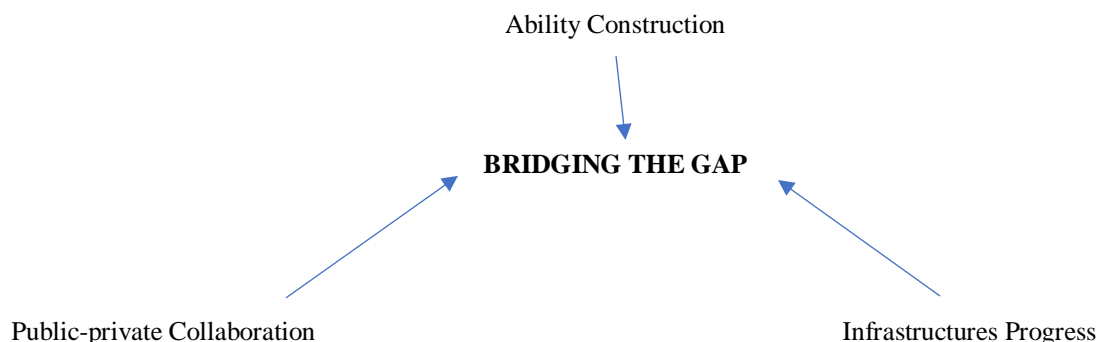 Ability Construction
BRIDGING THE GAP
Public-private Collaboration
Infrastructures Progress